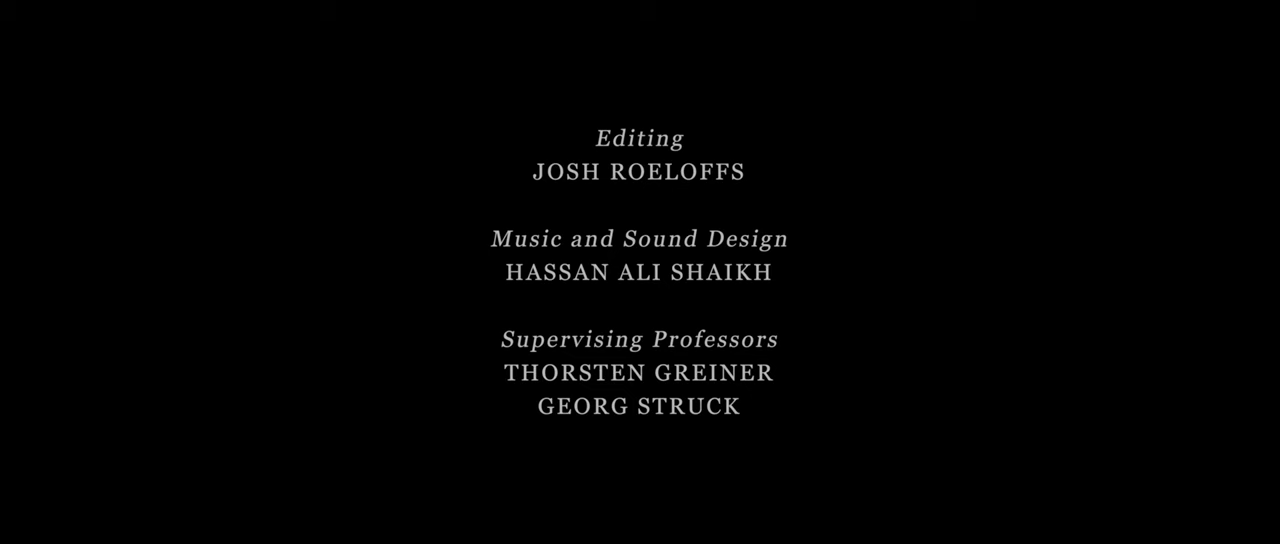 Editing
JOSH ROELOFFS
Music and Sound Design
HASSAN ALI SHAIKH
Supervising Professors
THORSTEN GREINER
GEORG STRUCK